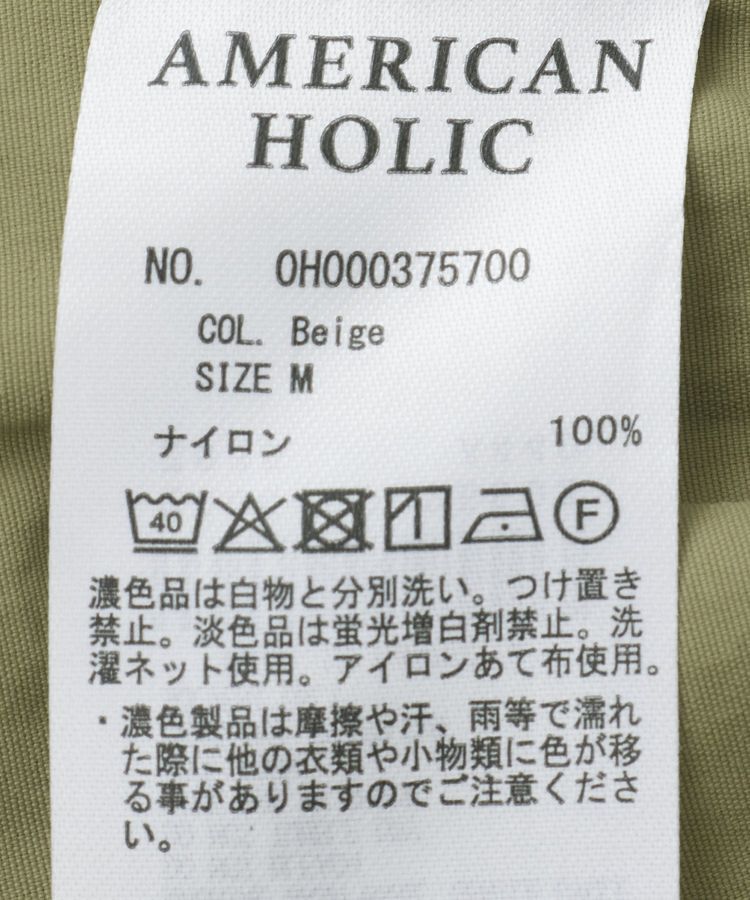 AMERICAN
HOLIC
NO. 0H000375700
COL. Beige
SIZE M
ナイロン 100%
40 F
濃色品は白物と分別洗い。つけ置き
禁止。淡色品は蛍光増白剤禁止。洗
濯ネット使用。アイロンあて布使用。
・濃色製品は摩擦や汗、雨等で濡れ
た際に他の衣類や小物類に色が移
る事がありますのでご注意くださ
い。